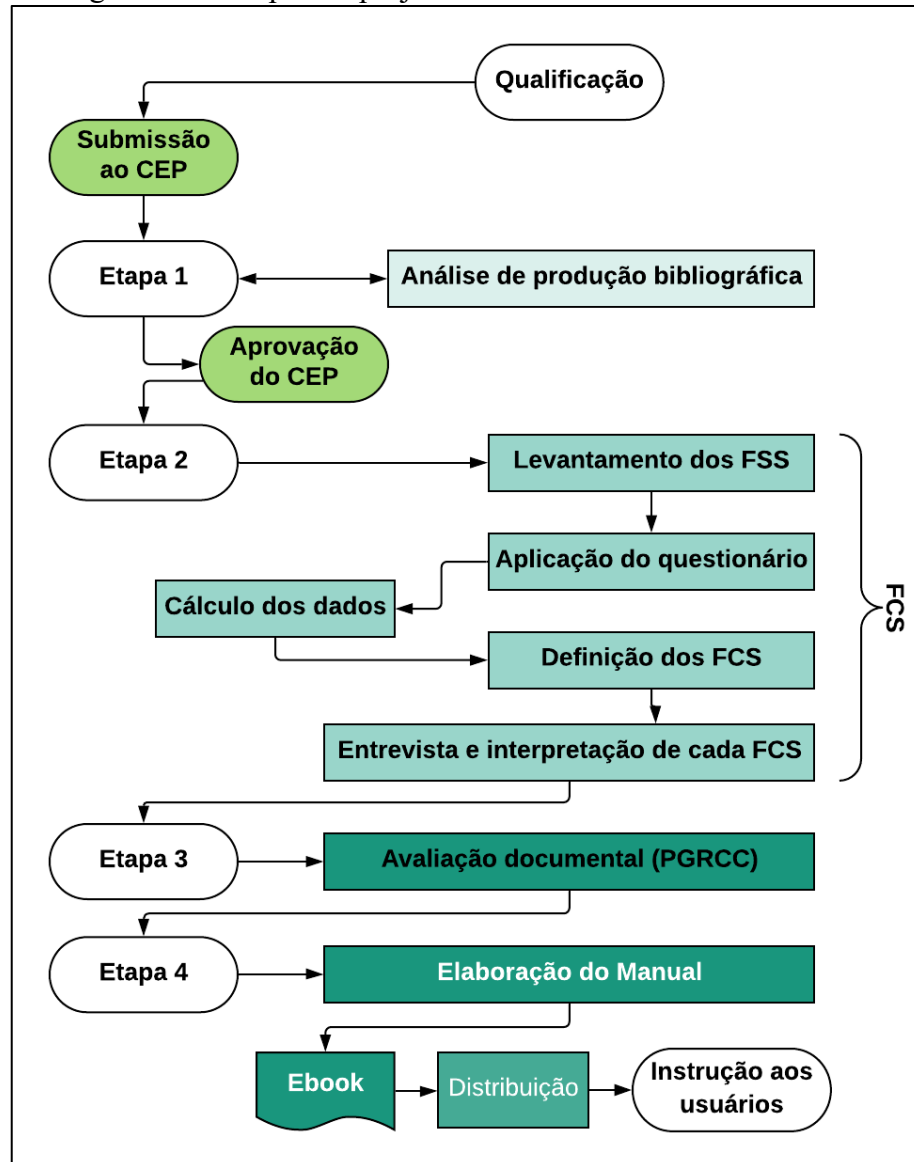 Qualificação
Submissão
ao CEP
Etapa 1
Análise de produção bibliográfica
Aprovação
do CEP
Etapa 2
Levantamento dos FSS
Aplicação do questionário
Cálculo dos dados
Definição dos FCS
Entrevista e interpretação de cada FCS
FCS
Etapa 3
Avaliação documental (PGRCC)
Etapa 4
Elaboração do Manual
Ebook
Distribuição
Instrução aos
usuários